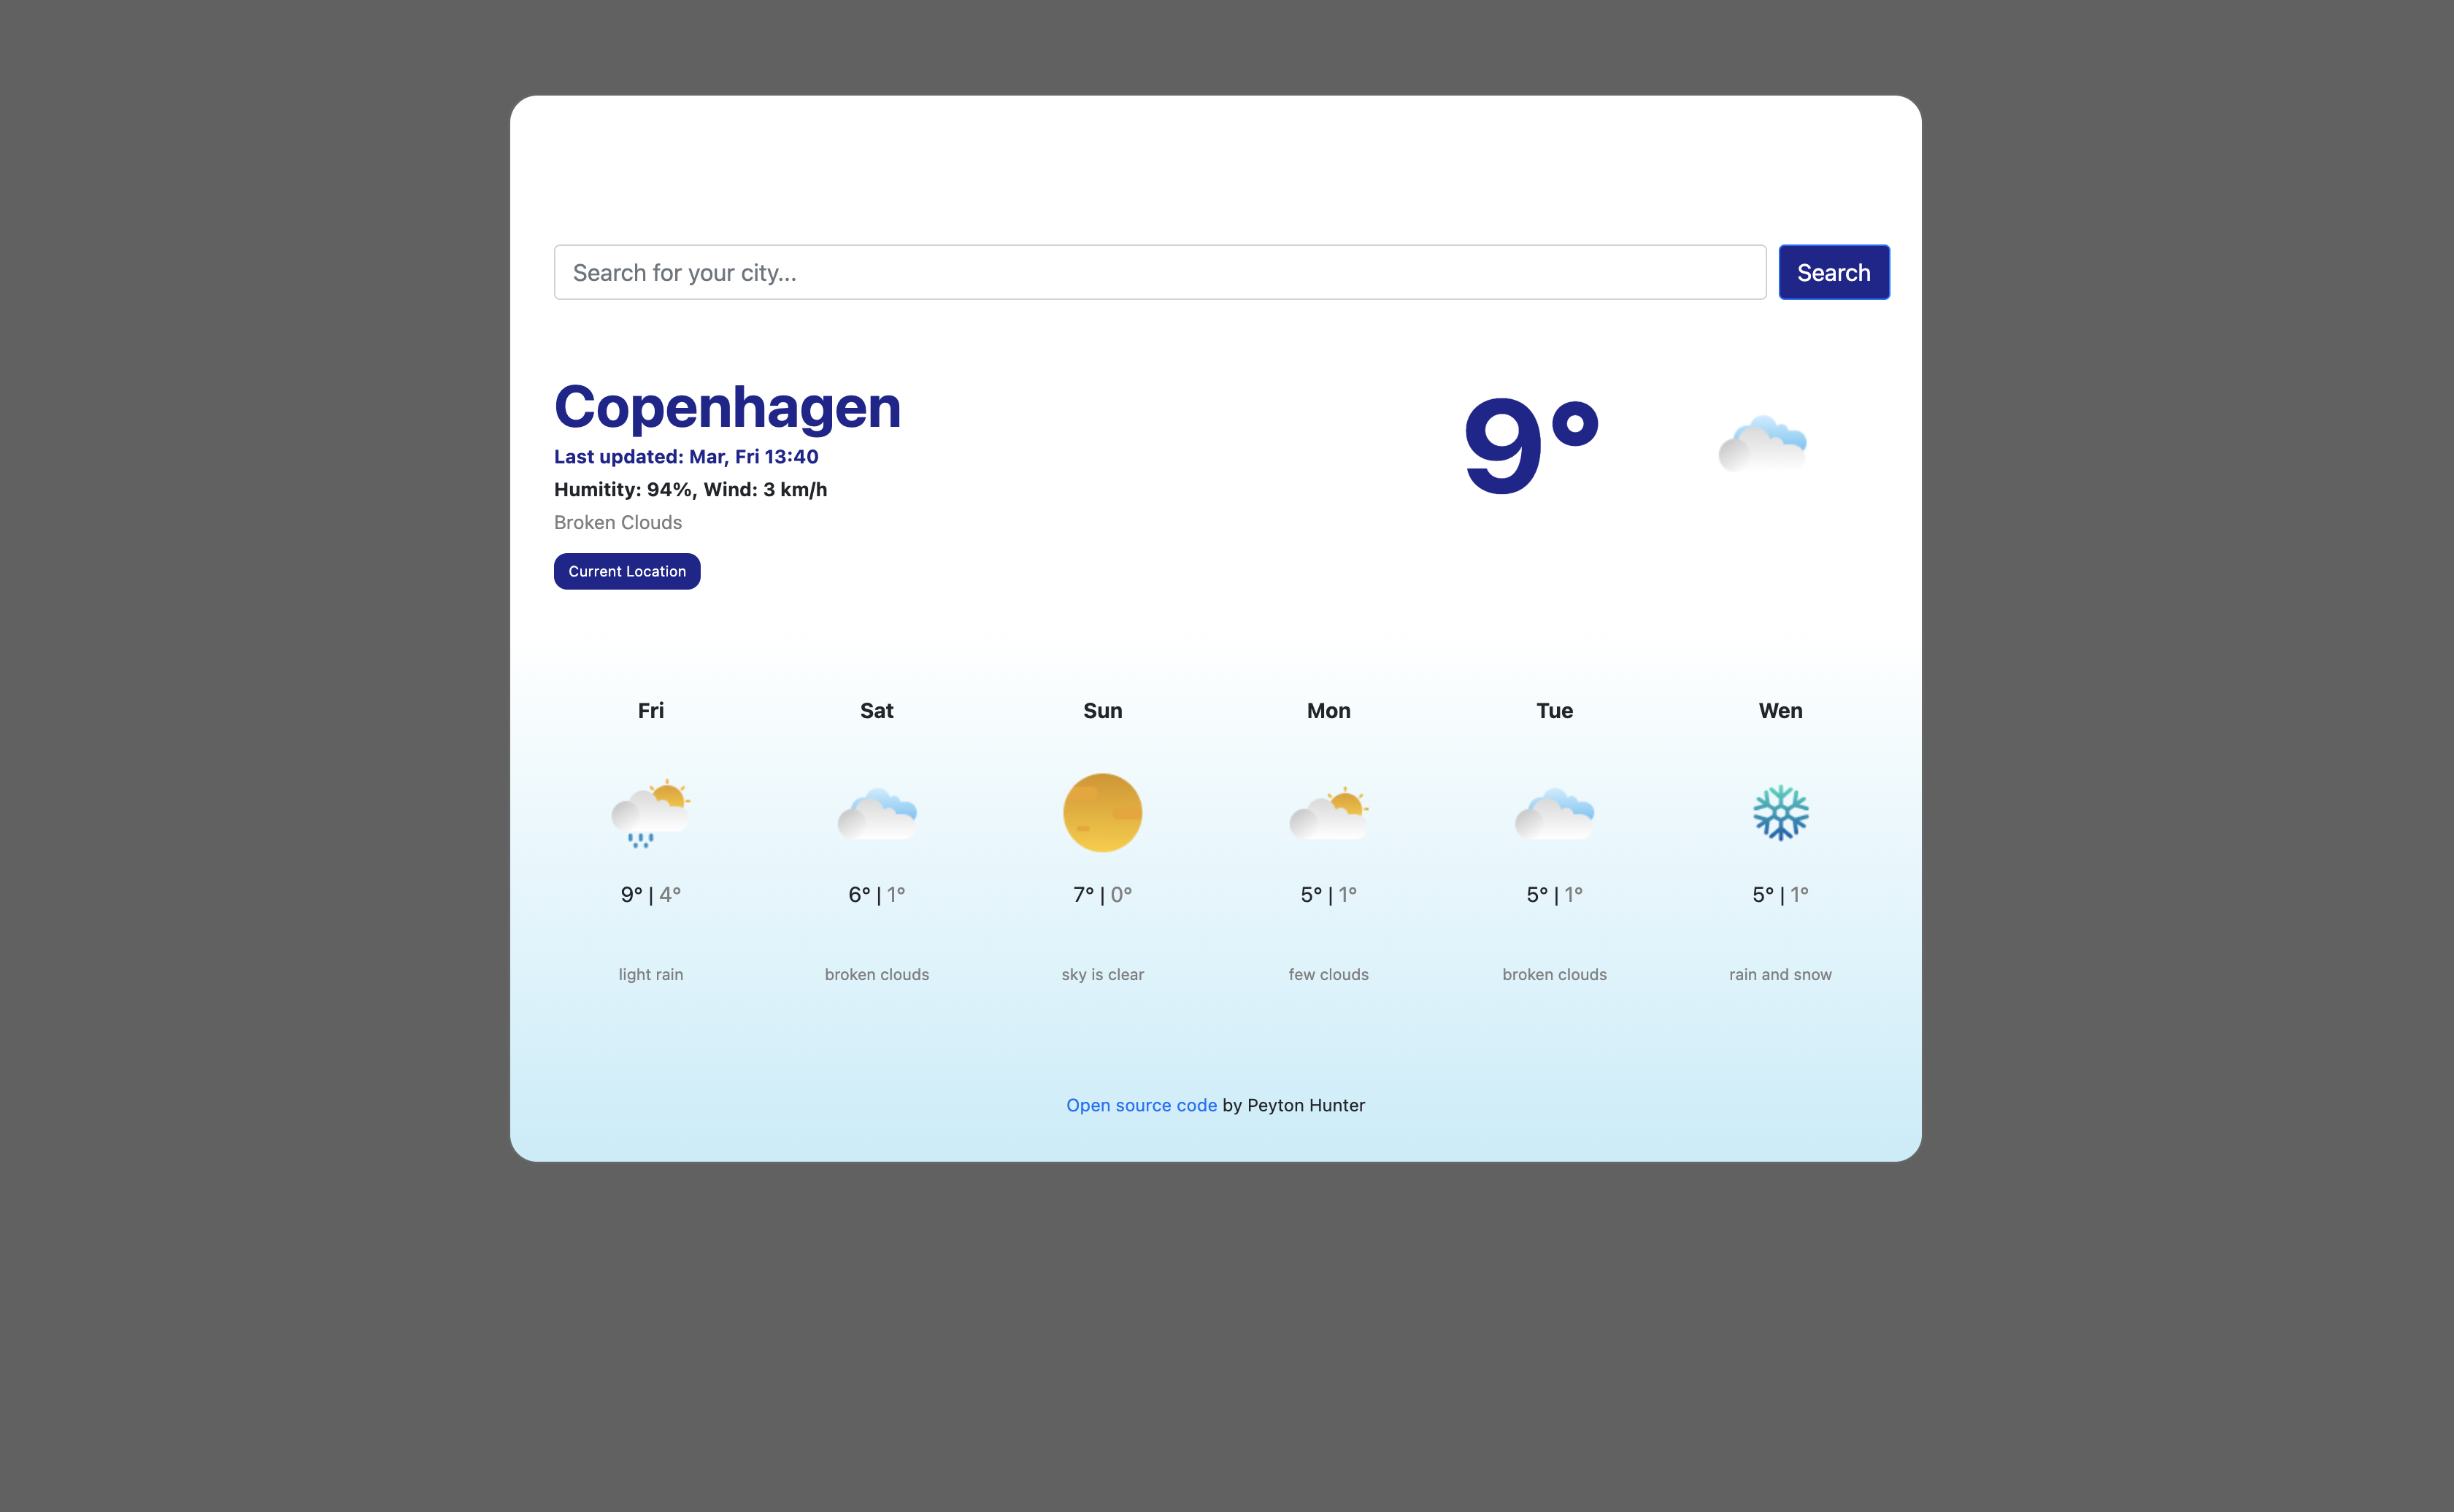 Search for your city...
Search
Copenhagen
9°
Last updated: Mar, Fri 13:40
Humitity: 94%, Wind: 3 km/h
Broken Clouds
Current Location
Fri Sat Sun Mon Tue Wen
9° | 4° 6° | 1° 7° | 0° 5° | 1° 5° | 1° 5° | 1°
light rain broken clouds sky is clear few clouds broken clouds rain and snow
Open source code by Peyton Hunter